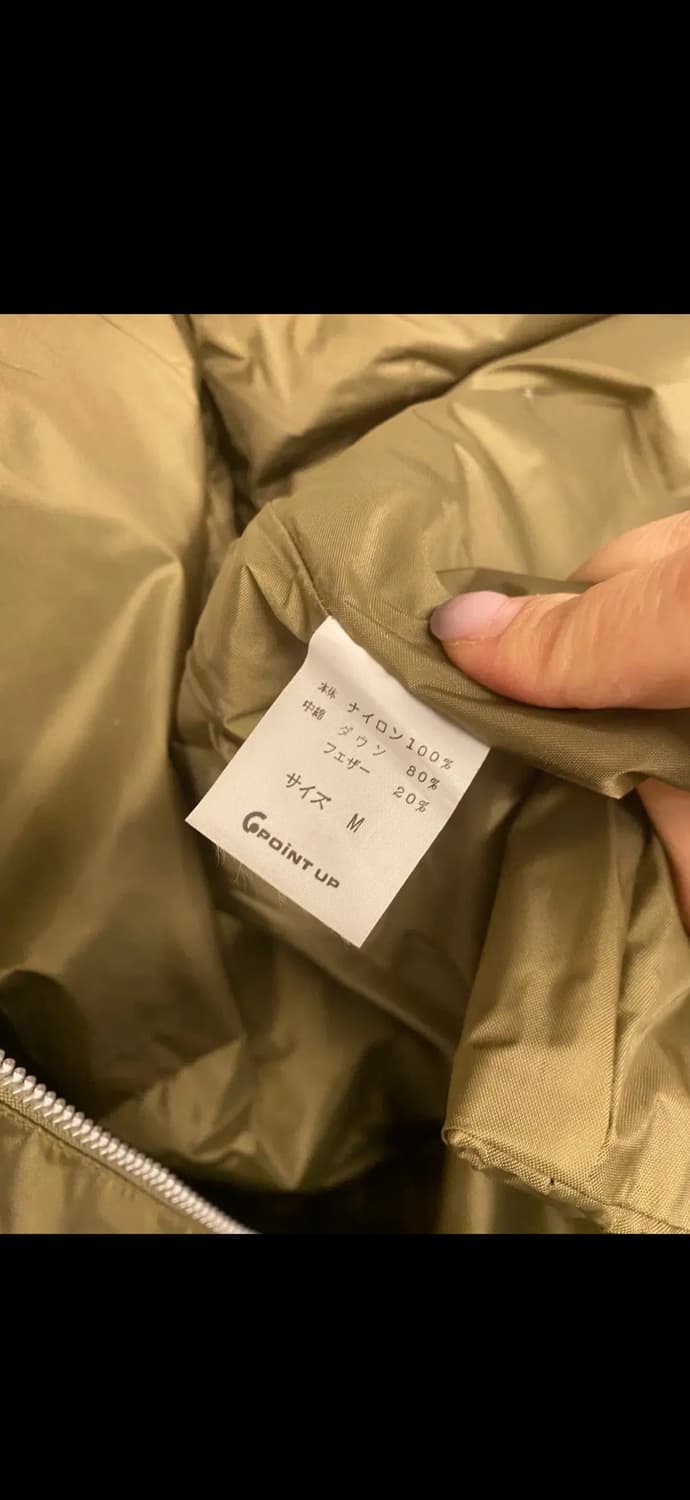 本体 ナイロン100%
中綿 ダウン 80%
フエザー 20%
サイズ M
POINT UP